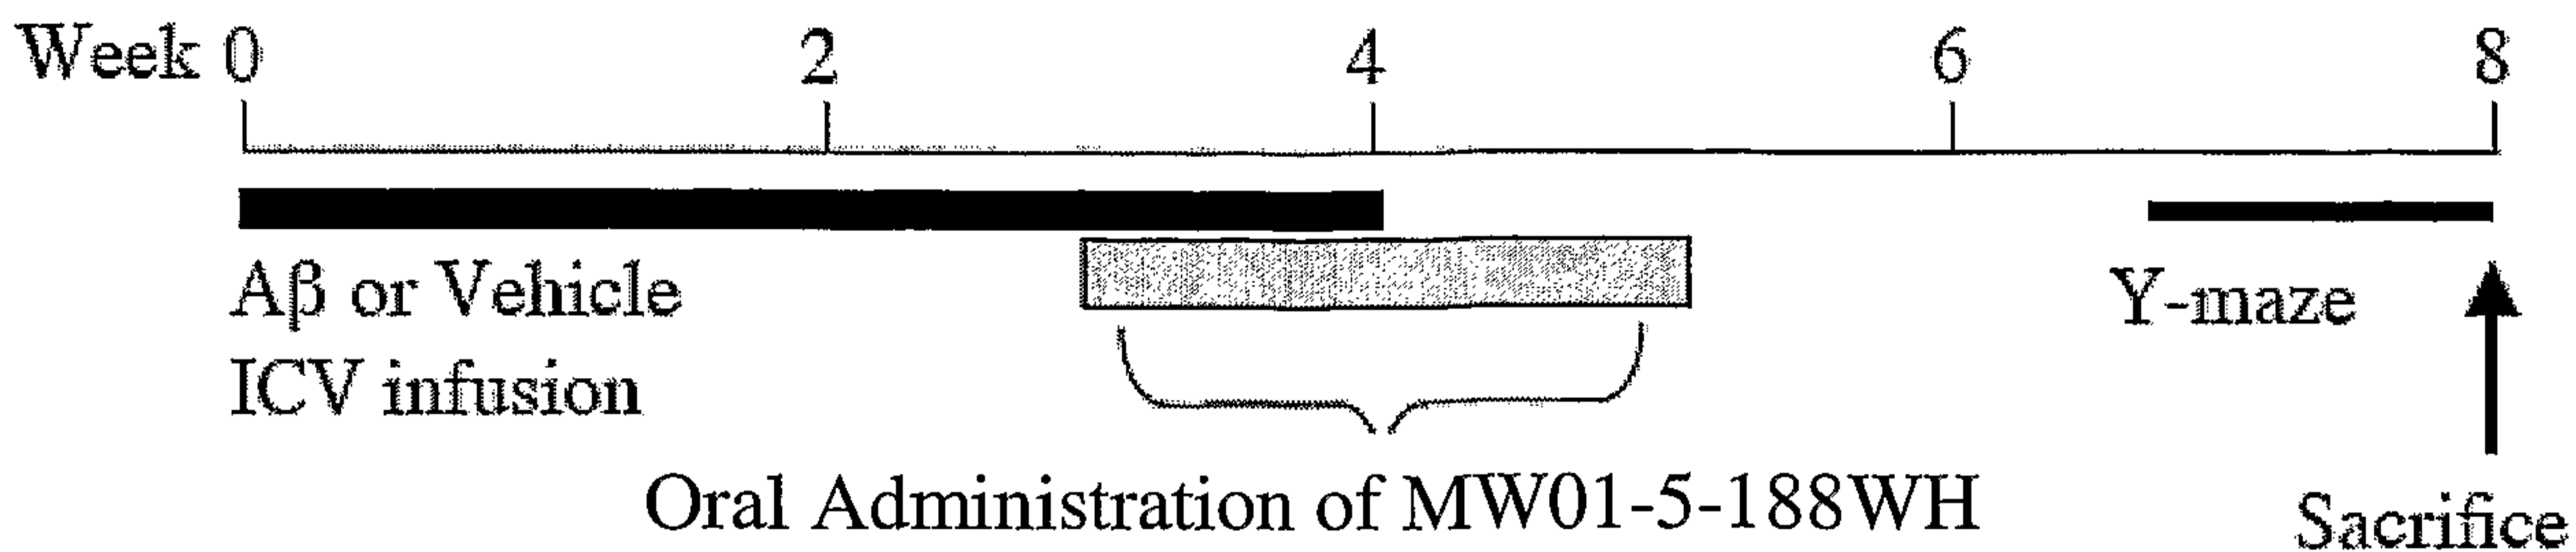 Week 0 2 4 6 8
Aβ or Vehicle
ICV infusion
Y-maze
Oral Administration of MW01-5-188WH
Sacrifice